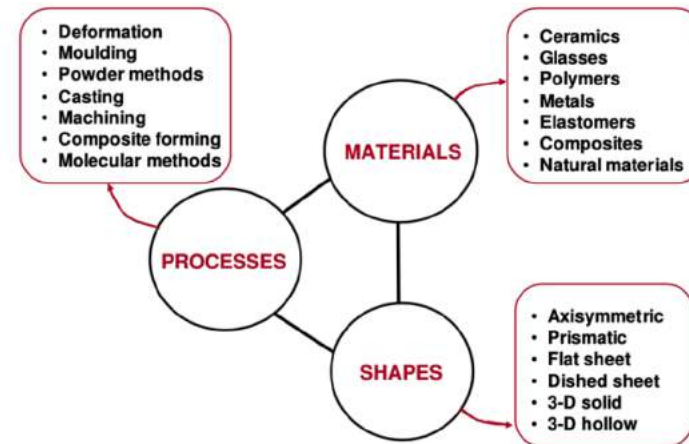 • Deformation
• Moulding
• Powder methods
• Casting
• Machining
• Composite forming
• Molecular methods
• Ceramics
• Glasses
• Polymers
• Metals
• Elastomers
• Composites
• Natural materials
MATERIALS
PROCESSES
SHAPES
• Axisymmetric
• Prismatic
• Flat sheet
• Dished sheet
• 3-D solid
• 3-D hollow